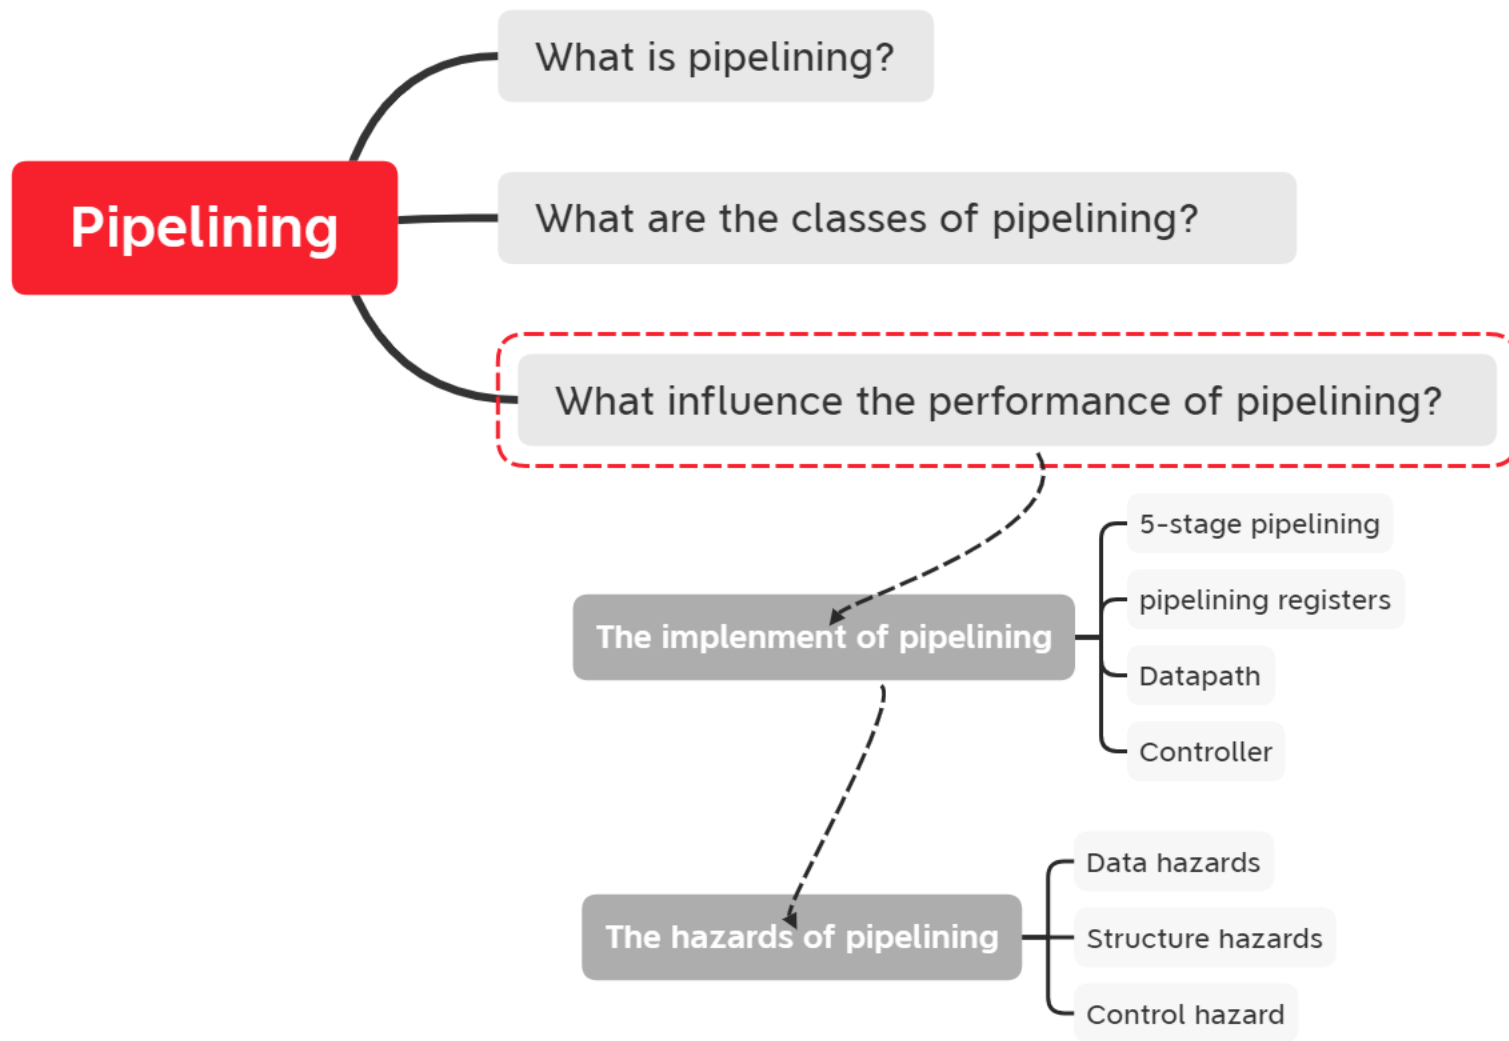 What is pipelining?
Pipelining
What are the classes of pipelining?
What influence the performance of pipelining?
5-stage pipelining
pipelining registers
The implenment of pipelining
Datapath
Controller
Data hazards
The hazards of pipelining
Structure hazards
Control hazard